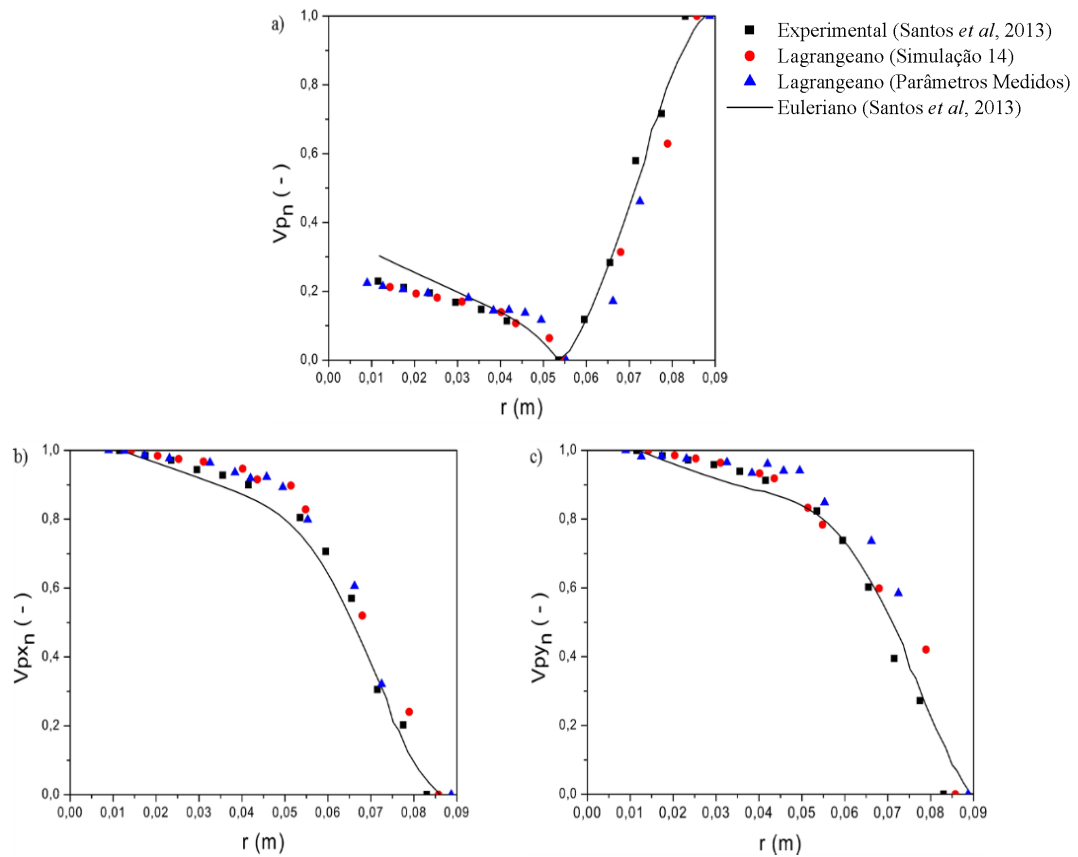 a)
1,0
0,8
0,6
0,4
0,2
0,0
Vpn ( - )
0,00 0,01 0,02 0,03 0,04 0,05 0,06 0,07 0,08 0,09
r (m)
Experimental (Santos et al, 2013)
Lagrangeano (Simulação 14)
Lagrangeano (Parâmetros Medidos)
Euleriano (Santos et al, 2013)
b)
1,0
0,8
0,6
0,4
0,2
0,0
Vpxn ( - )
0,00 0,01 0,02 0,03 0,04 0,05 0,06 0,07 0,08 0,09
r (m)
c)
1,0
0,8
0,6
0,4
0,2
0,0
Vpyn ( - )
0,00 0,01 0,02 0,03 0,04 0,05 0,06 0,07 0,08 0,09
r (m)